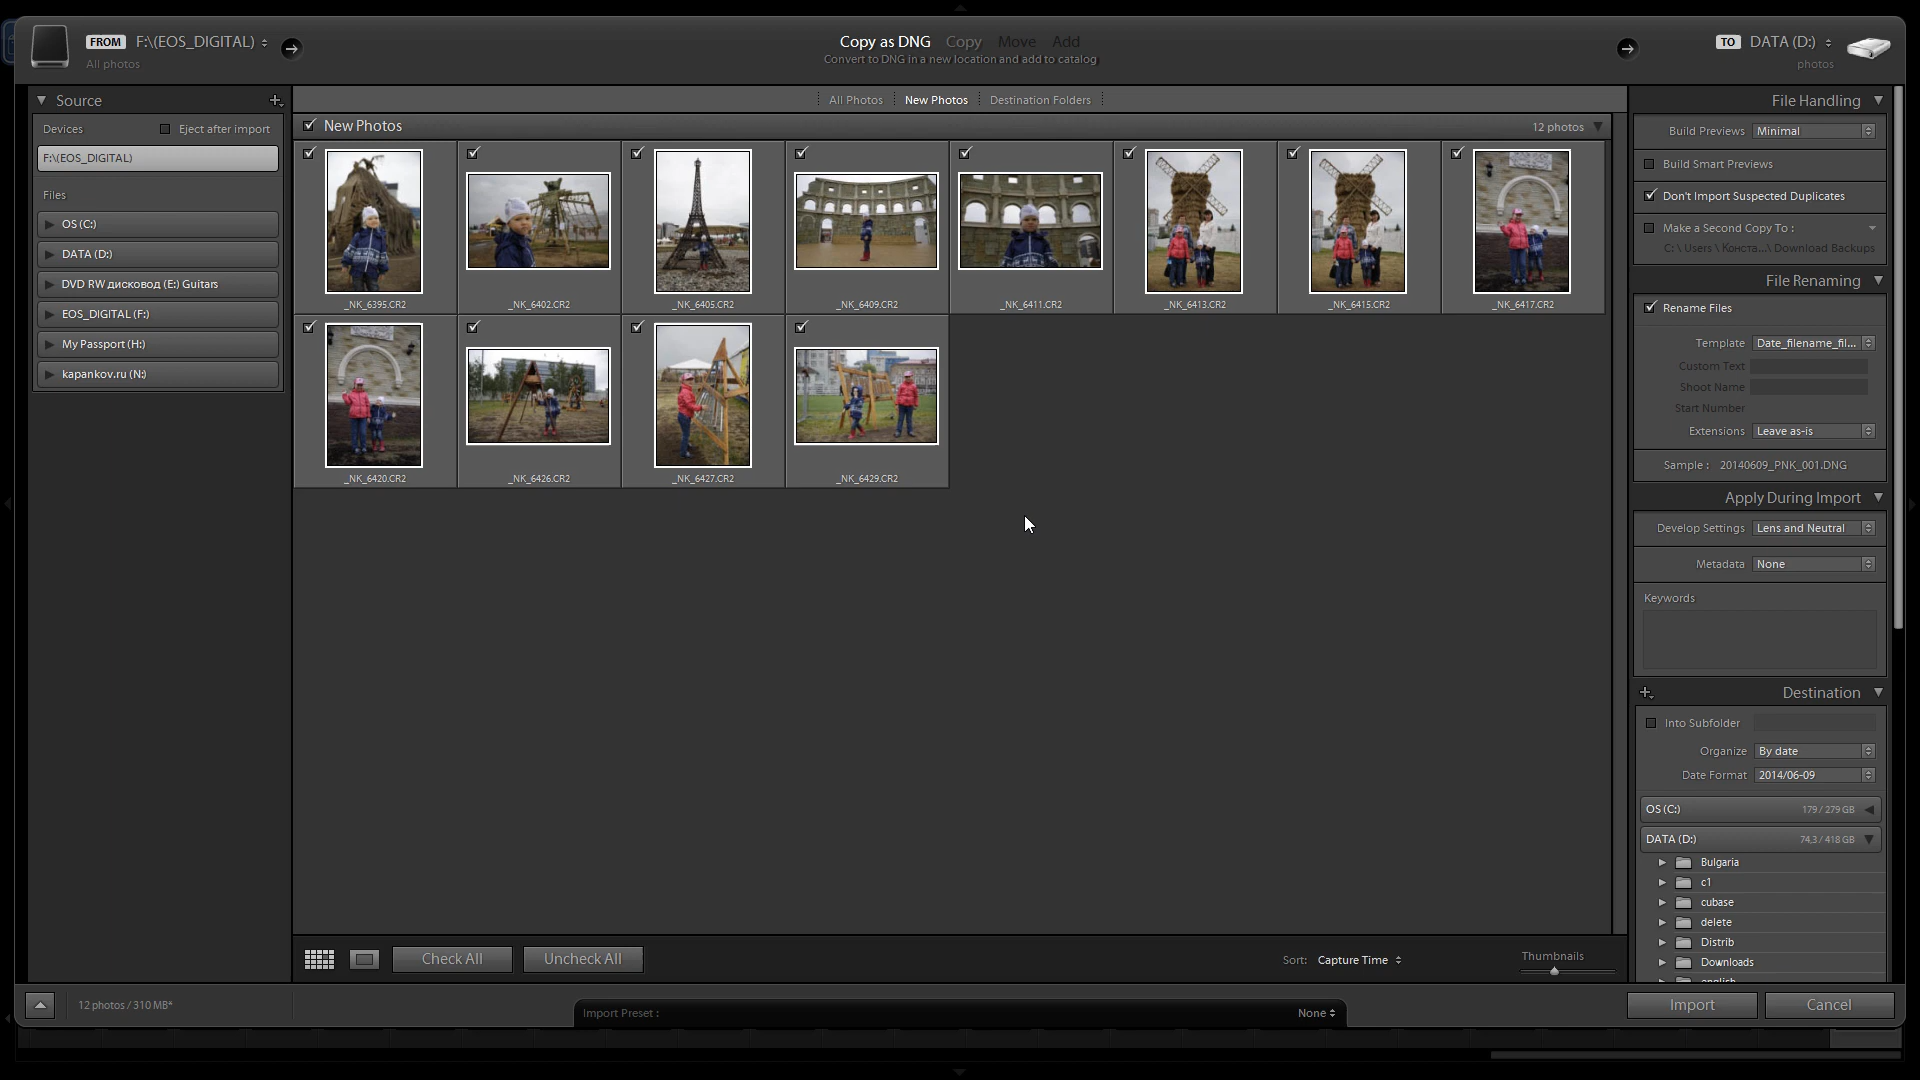 FROM F:\(EOS_DIGITAL)
All photos
Copy as DNG Copy Move Add
Convert to DNG in a new location and add to catalog
TO DATA (D:)
photos
Source
Devices Eject after import
F:\(EOS_DIGITAL)
Files
OS (C:)
DATA (D:)
DVD RW дисковод (E:) Guitars
EOS_DIGITAL (F:)
My Passport (H:)
kapankov.ru (N:)
All Photos New Photos Destination Folders
New Photos 12 photos
_NK_6395.CR2 _NK_6402.CR2 _NK_6405.CR2 _NK_6409.CR2 _NK_6411.CR2 _NK_6413.CR2 _NK_6415.CR2 _NK_6417.CR2
_NK_6420.CR2 _NK_6426.CR2 _NK_6427.CR2 _NK_6429.CR2
Check All Uncheck All Sort: Capture Time Thumbnails
File Handling
Build Previews Minimal
Build Smart Previews
Don't Import Suspected Duplicates
Make a Second Copy To :
C: \ Users \ Конста...\ Download Backups
File Renaming
Rename Files
Template Date_filename_fil...
Custom Text
Shoot Name
Start Number
Extensions Leave as-is
Sample : 20140609_PNK_001.DNG
Apply During Import
Develop Settings Lens and Neutral
Metadata None
Keywords
Destination
Into Subfolder
Organize By date
Date Format 2014/06-09
OS (C:) 179 / 279 GB
DATA (D:) 74,3 / 418 GB
Bulgaria
c1
cubase
delete
Distrib
Downloads
12 photos / 310 MB*
Import Preset : None
Import Cancel